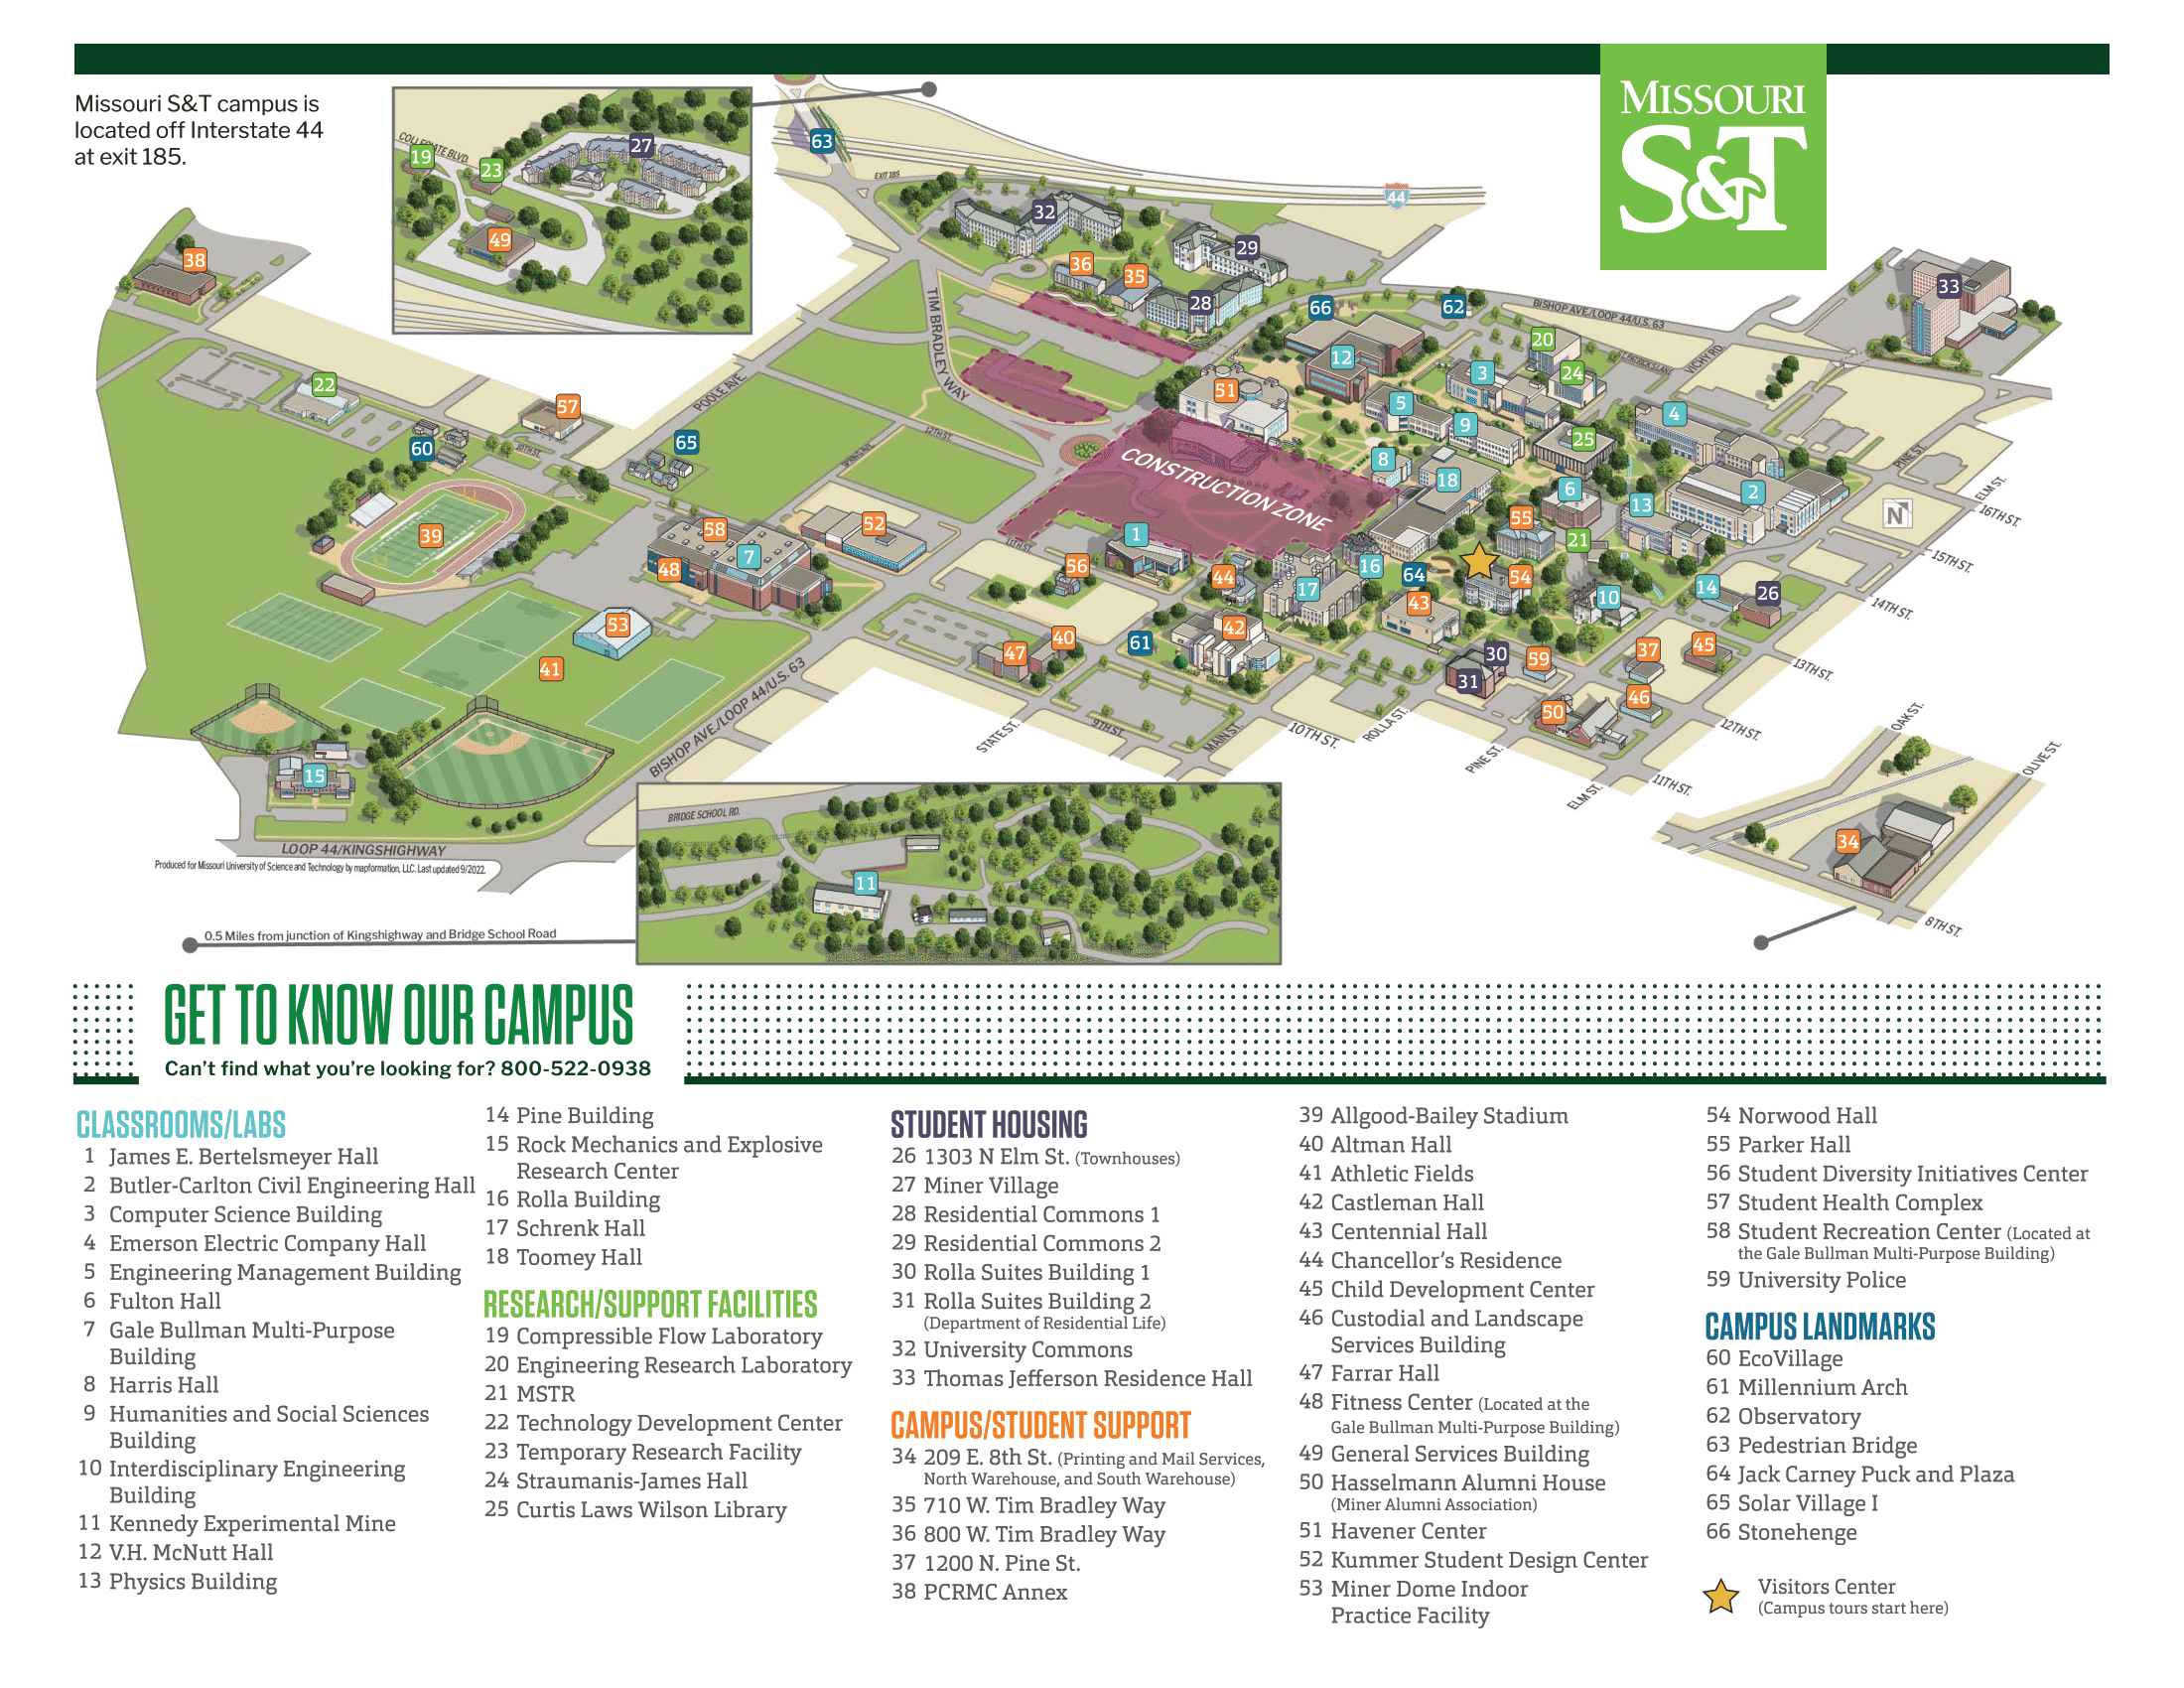 Missouri S&T campus is
located off Interstate 44
at exit 185.
MISSOURI
S&T
COLLEGIATE BLVD.
19
23
27
49
63
EXIT 185
44
38
32
29
36
35
28
33
66
62
BISHOP AVE./LOOP 44/U.S. 63
VICHY RD.
TIM BRADLEY WAY
POOLE AVE.
20
12
3
24
51
5
4
22
57
9
25
60
10TH ST.
65
12TH ST.
PINE ST.
ELM ST.
16TH ST.
CONSTRUCTION ZONE
8
18
6
2
13
N
39
58
52
7
48
1
11TH ST.
55
21
15TH ST.
56
44
16
64
54
17
43
10
14
26
14TH ST.
53
41
47
40
61
42
30
31
59
37
45
13TH ST.
46
50
BISHOP AVE./LOOP 44/U.S. 63
STATE ST.
9TH ST.
MAIN ST.
10TH ST.
ROLLA ST.
PINE ST.
ELM ST.
11TH ST.
12TH ST.
OAK ST.
OLIVE ST.
34
8TH ST.
15
LOOP 44/KINGSHIGHWAY
Produced for Missouri University of Science and Technology by mapformation, LLC. Last updated 9/2022.
BRIDGE SCHOOL RD.
11
0.5 Miles from junction of Kingshighway and Bridge School Road
GET TO KNOW OUR CAMPUS
Can't find what you're looking for? 800-522-0938
CLASSROOMS/LABS
1 James E. Bertelsmeyer Hall
2 Butler-Carlton Civil Engineering Hall
3 Computer Science Building
4 Emerson Electric Company Hall
5 Engineering Management Building
6 Fulton Hall
7 Gale Bullman Multi-Purpose
Building
8 Harris Hall
9 Humanities and Social Sciences
Building
10 Interdisciplinary Engineering
Building
11 Kennedy Experimental Mine
12 V.H. McNutt Hall
13 Physics Building
14 Pine Building
15 Rock Mechanics and Explosive
Research Center
16 Rolla Building
17 Schrenk Hall
18 Toomey Hall
RESEARCH/SUPPORT FACILITIES
19 Compressible Flow Laboratory
20 Engineering Research Laboratory
21 MSTR
22 Technology Development Center
23 Temporary Research Facility
24 Straumanis-James Hall
25 Curtis Laws Wilson Library
STUDENT HOUSING
26 1303 N Elm St. (Townhouses)
27 Miner Village
28 Residential Commons 1
29 Residential Commons 2
30 Rolla Suites Building 1
31 Rolla Suites Building 2
(Department of Residential Life)
32 University Commons
33 Thomas Jefferson Residence Hall
CAMPUS/STUDENT SUPPORT
34 209 E. 8th St. (Printing and Mail Services,
North Warehouse, and South Warehouse)
35 710 W. Tim Bradley Way
36 800 W. Tim Bradley Way
37 1200 N. Pine St.
38 PCRMC Annex
39 Allgood-Bailey Stadium
40 Altman Hall
41 Athletic Fields
42 Castleman Hall
43 Centennial Hall
44 Chancellor's Residence
45 Child Development Center
46 Custodial and Landscape
Services Building
47 Farrar Hall
48 Fitness Center (Located at the
Gale Bullman Multi-Purpose Building)
49 General Services Building
50 Hasselmann Alumni House
(Miner Alumni Association)
51 Havener Center
52 Kummer Student Design Center
53 Miner Dome Indoor
Practice Facility
54 Norwood Hall
55 Parker Hall
56 Student Diversity Initiatives Center
57 Student Health Complex
58 Student Recreation Center (Located at
the Gale Bullman Multi-Purpose Building)
59 University Police
CAMPUS LANDMARKS
60 EcoVillage
61 Millennium Arch
62 Observatory
63 Pedestrian Bridge
64 Jack Carney Puck and Plaza
65 Solar Village I
66 Stonehenge
Visitors Center
(Campus tours start here)